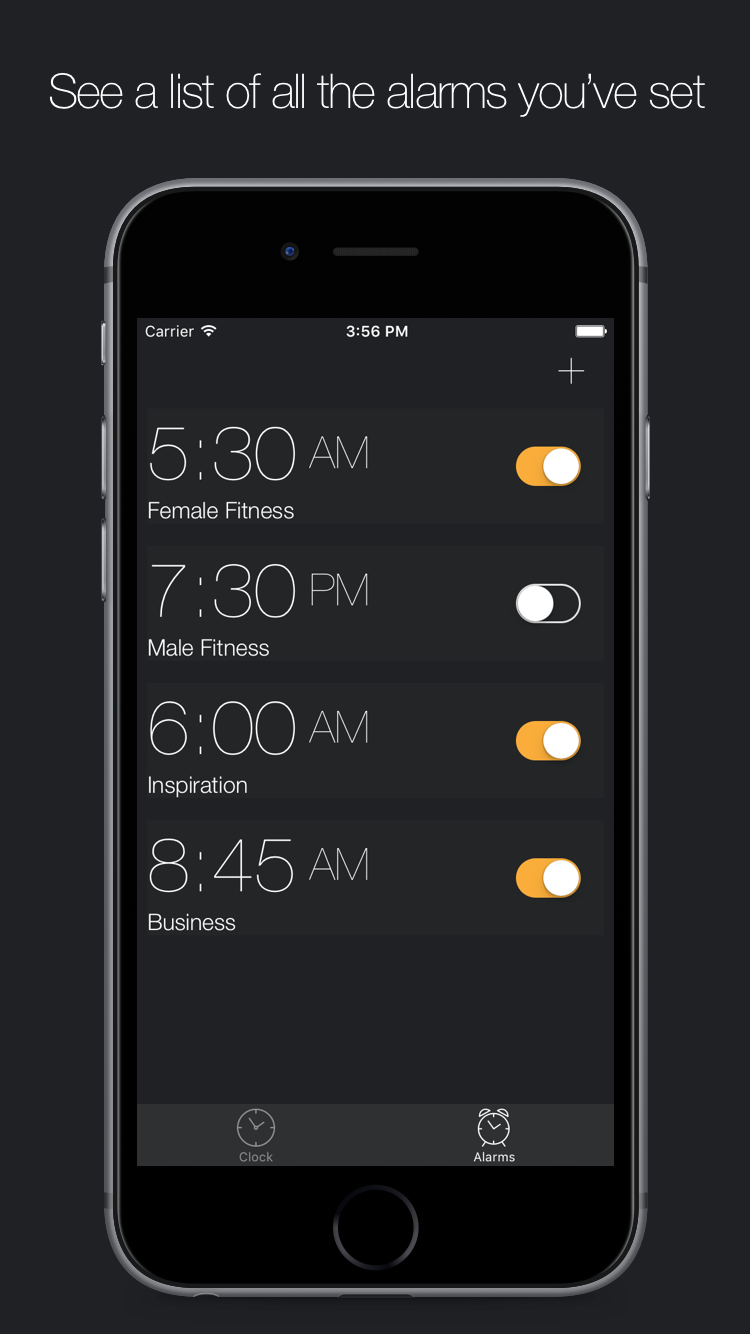 See a list of all the alarms you've set
Carrier 3:56 PM
5:30 AM
Female Fitness
7:30 PM
Male Fitness
6:00 AM
Inspiration
8:45 AM
Business
Clock Alarms